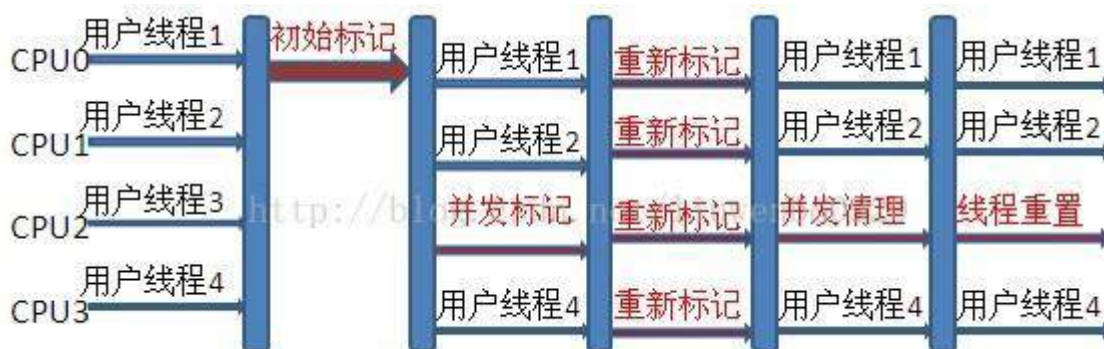 用户线程1 初始标记
CPU0 用户线程1 重新标记 用户线程1 用户线程1
用户线程2
CPU1 用户线程2 重新标记 用户线程2 用户线程2
用户线程3
CPU2 并发标记 重新标记 并发清理 线程重置
用户线程4
CPU3 用户线程4 重新标记 用户线程4 用户线程4